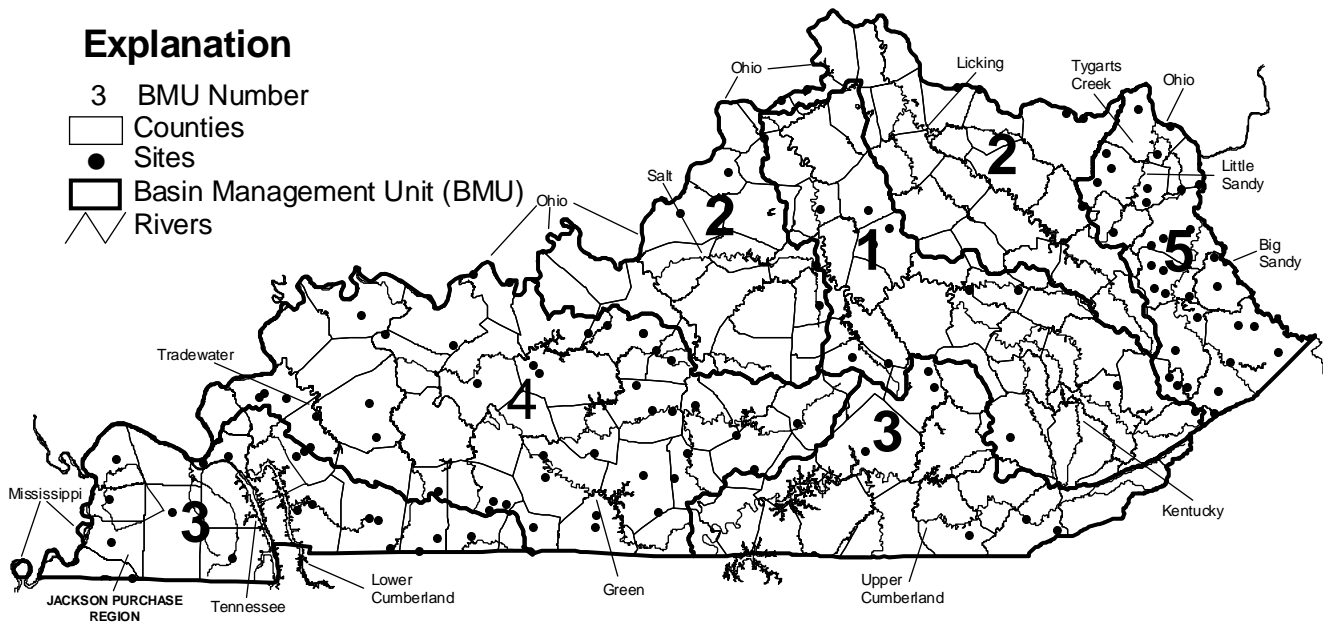 Explanation
3 BMU Number
Counties
Sites
Basin Management Unit (BMU)
Rivers
Ohio
Licking
Tygarts
Creek
Ohio
Little
Sandy
2
Salt
Ohio
2
1
5
Big
Sandy
Tradewater
4
3
Mississippi
3
Kentucky
JACKSON PURCHASE
REGION
Tennessee
Lower
Cumberland
Green
Upper
Cumberland